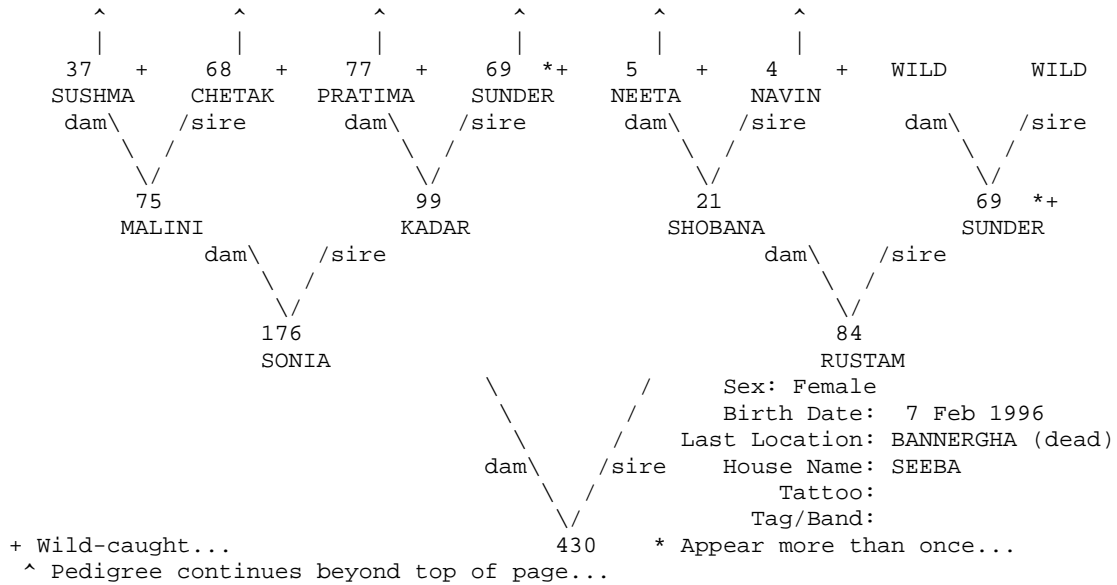 ^ ^ ^ ^ ^ ^
| | | | | |
37 + 68 + 77 + 69 *+ 5 + 4 + WILD WILD
SUSHMA CHETAK PRATIMA SUNDER NEETA NAVIN
dam\ /sire dam\ /sire dam\ /sire dam\ /sire
\ / \ / \ / \ /
\/ \/ \/ \/
75 99 21 69 *+
MALINI KADAR SHOBANA SUNDER
dam\ /sire dam\ /sire
\ / \ /
\/ \/
176 84
SONIA RUSTAM
\ / Sex: Female
\ / Birth Date: 7 Feb 1996
\ / Last Location: BANNERGHA (dead)
dam\ /sire House Name: SEEBA
\ / Tattoo:
\/ Tag/Band:
+ Wild-caught... 430 * Appear more than once...
^ Pedigree continues beyond top of page...